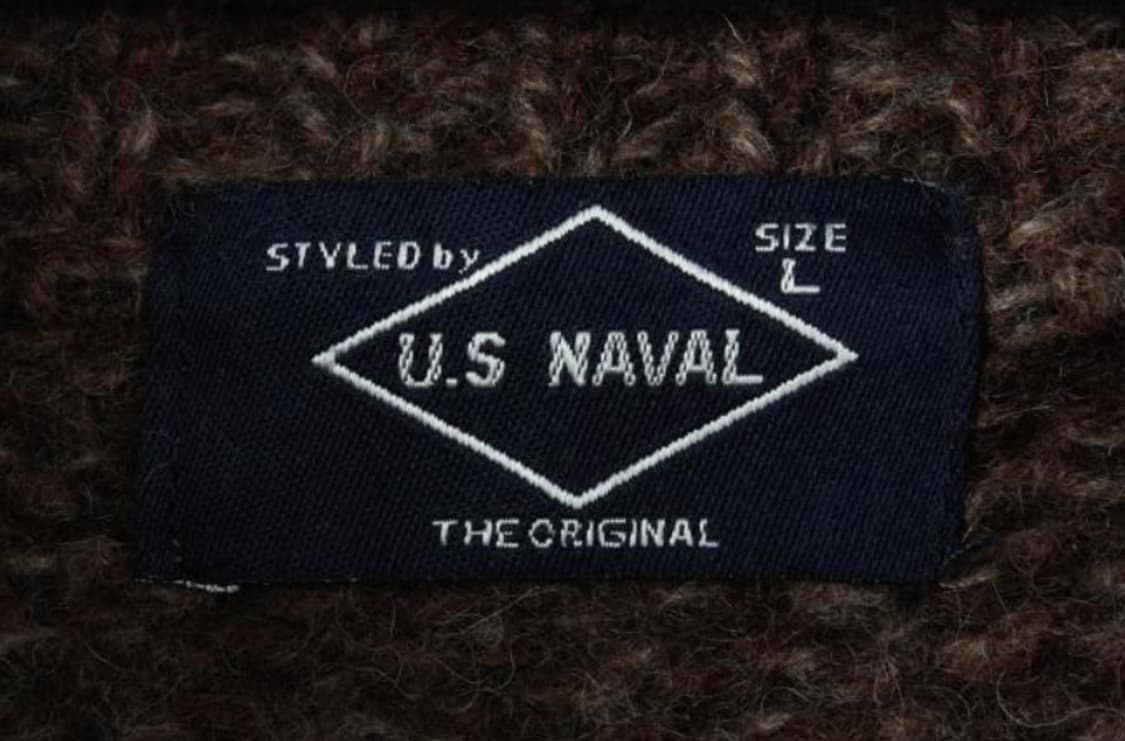 STYLED by
SIZE
L
U.S NAVAL
THE ORIGINAL